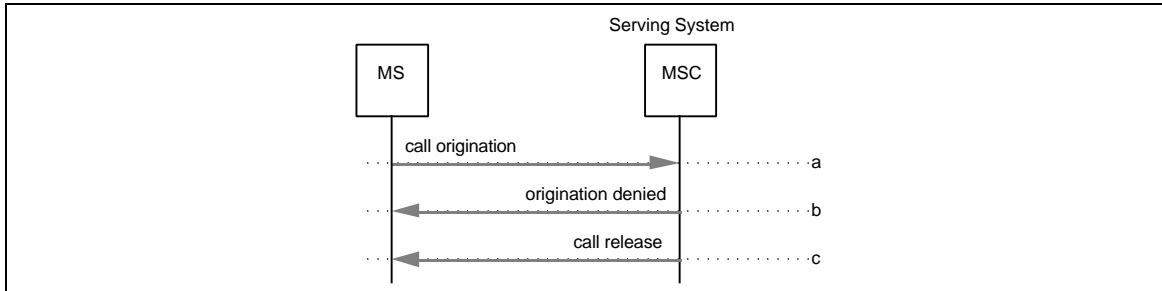 Serving System
MS
MSC
call origination
a
origination denied
b
call release
c